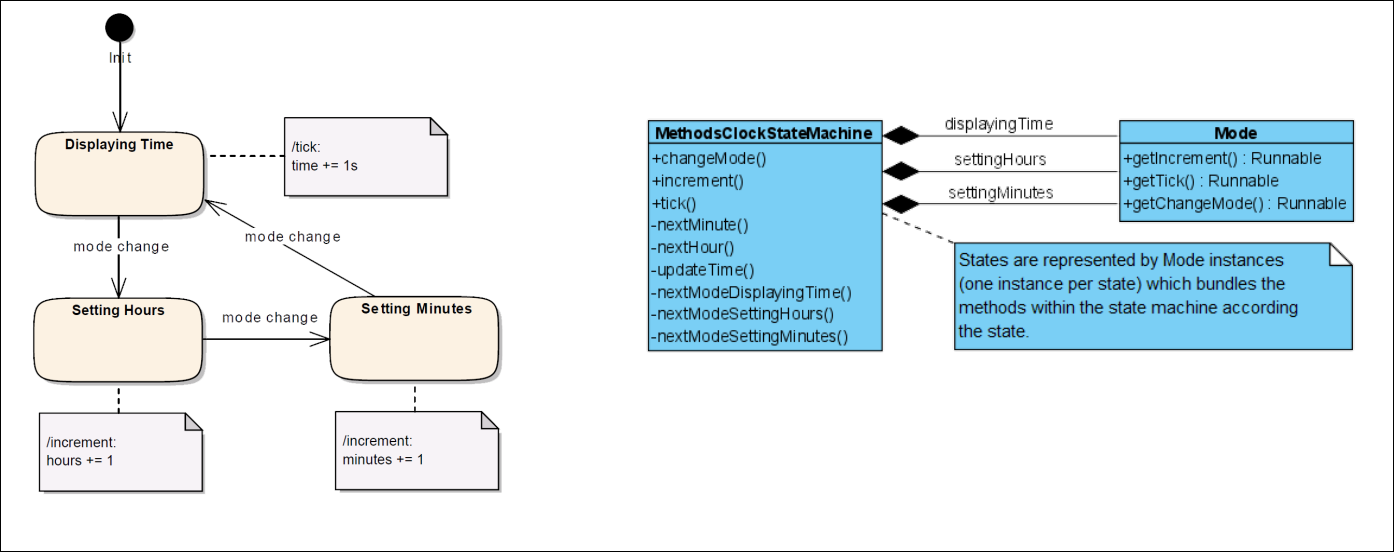 Init
Displaying Time
/tick:
time += 1s
mode change
mode change
Setting Hours
mode change
Setting Minutes
/increment:
hours += 1
/increment:
minutes += 1
MethodsClockStateMachine
+changeMode()
+increment()
+tick()
-nextMinute()
-nextHour()
-updateTime()
-nextModeDisplayingTime()
-nextModeSettingHours()
-nextModeSettingMinutes()
displayingTime
settingHours
settingMinutes
Mode
+getIncrement() : Runnable
+getTick() : Runnable
+getChangeMode() : Runnable
States are represented by Mode instances
(one instance per state) which bundles the
methods within the state machine according
the state.